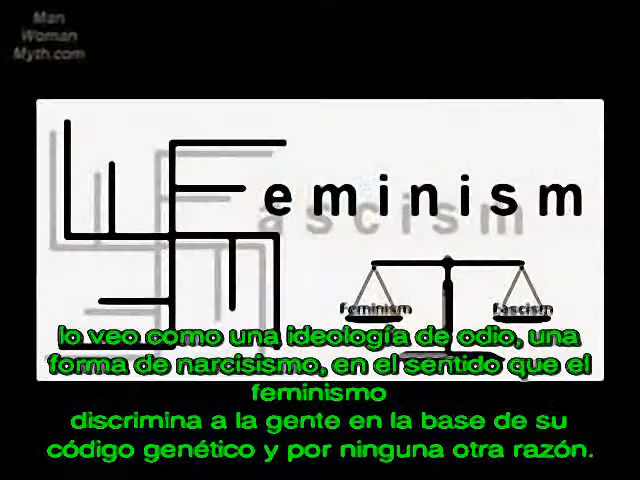 Man
Woman
Myth.com
Feminism
Fascism
Feminism Fascism
lo veo como una ideología de odio, una
forma de narcisismo, en el sentido que el
feminismo
discrimina a la gente en la base de su
código genético y por ninguna otra razón.